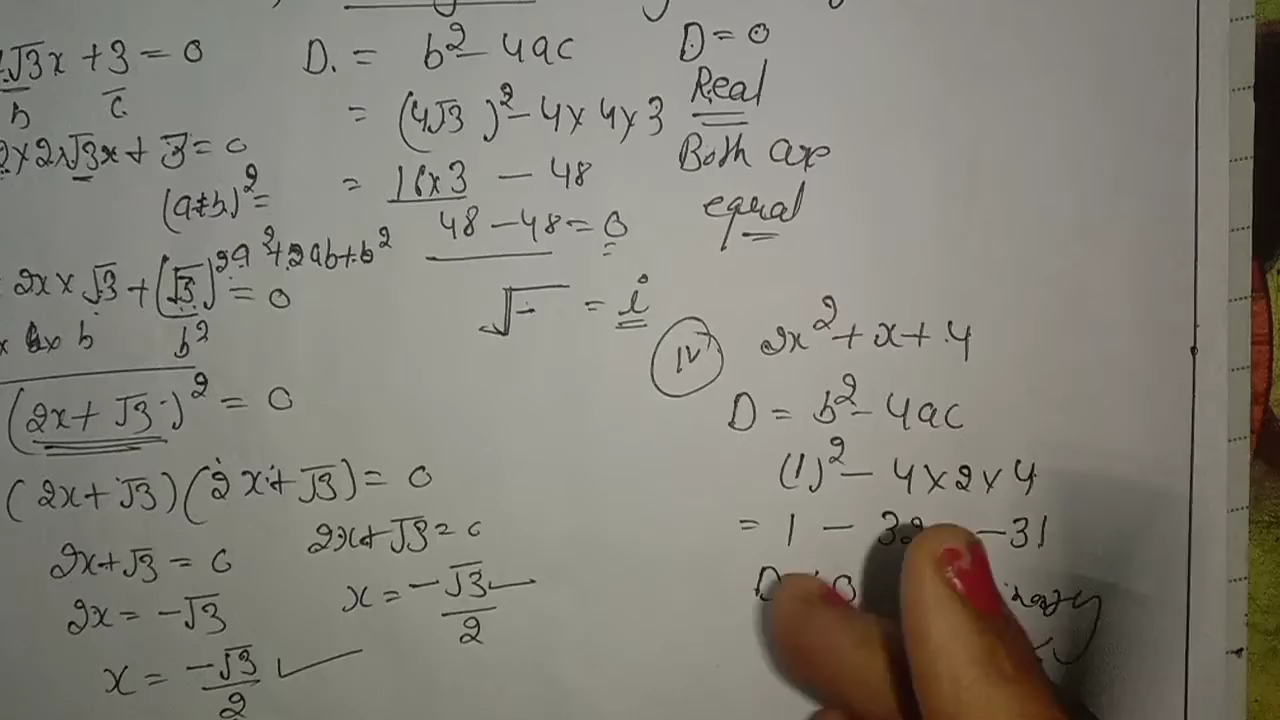 √3x + 3 = 0
b c
2×2√3x + 3 = 0
(a+b)² =
a² + 2ab + b²
2x × √3 + (√3)² = 0
b b²
(2x + √3)² = 0
(2x + √3)(2x + √3) = 0
2x + √3 = 0 2x + √3 = 0
2x = -√3 x = -√3/2
x = -√3/2
D. = b² - 4ac D = 0
= (4√3)² - 4 × 4 × 3 Real
= 16×3 - 48 Both are
48 - 48 = 0 equal
√- = i
IV 2x² + x + 4
D = b² - 4ac
(1)² - 4×2×4
= 1 - -31
D